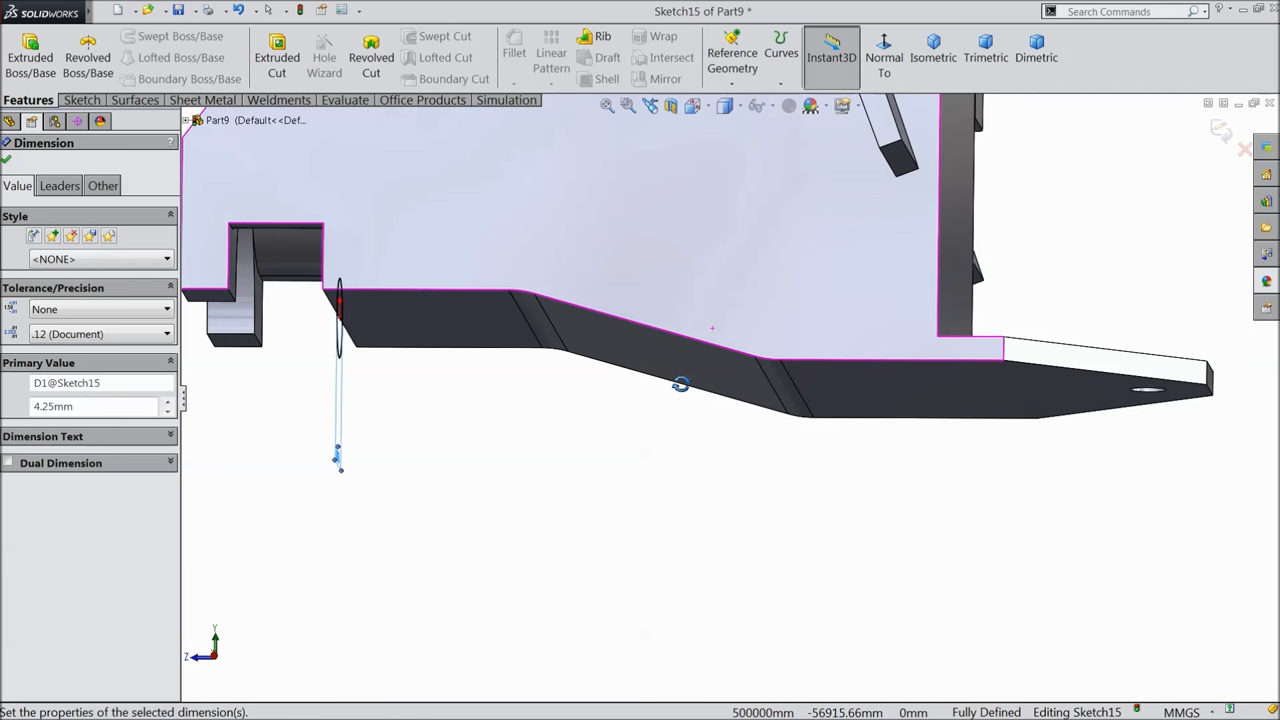 SOLIDWORKS
Sketch15 of Part9 *
Search Commands
Extruded Boss/Base
Revolved Boss/Base
Swept Boss/Base
Lofted Boss/Base
Boundary Boss/Base
Extruded Cut
Hole Wizard
Revolved Cut
Swept Cut
Lofted Cut
Boundary Cut
Fillet
Linear Pattern
Rib
Draft
Shell
Wrap
Intersect
Mirror
Reference Geometry
Curves
Instant3D
Normal To
Isometric
Trimetric
Dimetric
Features Sketch Surfaces Sheet Metal Weldments Evaluate Office Products Simulation
Part9 (Default<<Def...
Dimension ?
Value Leaders Other
Style
<NONE>
Tolerance/Precision
None
.12 (Document)
Primary Value
D1@Sketch15
4.25mm
Dimension Text
Dual Dimension
Y
Z
Set the properties of the selected dimension(s). 500000mm -56915.66mm 0mm Fully Defined Editing Sketch15 MMGS